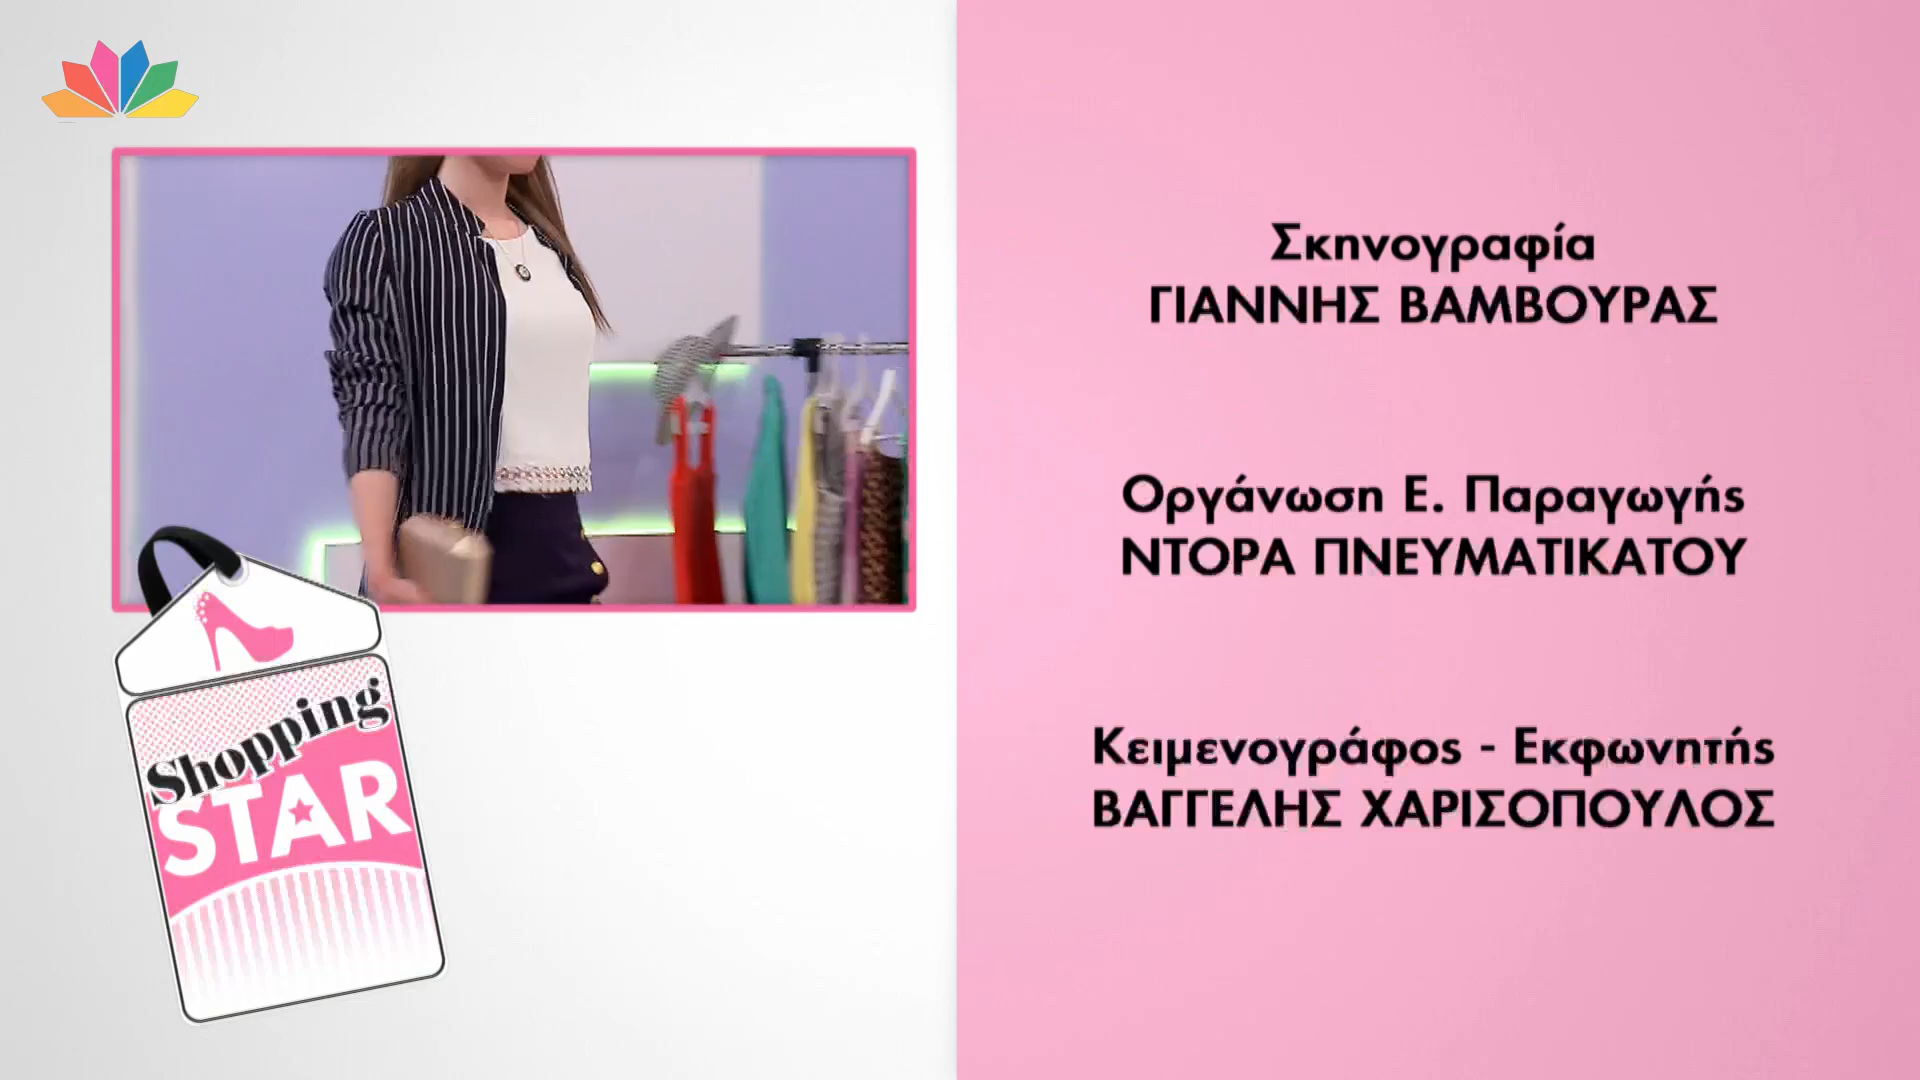 Σκηνογραφία
ΓΙΑΝΝΗΣ ΒΑΜΒΟΥΡΑΣ
Οργάνωση Ε. Παραγωγής
ΝΤΟΡΑ ΠΝΕΥΜΑΤΙΚΑΤΟΥ
Κειμενογράφος - Εκφωνητής
ΒΑΓΓΕΛΗΣ ΧΑΡΙΣΟΠΟΥΛΟΣ
Shopping
STAR